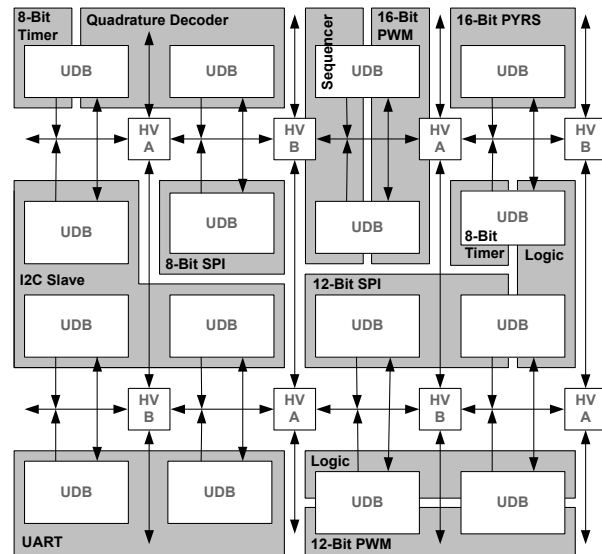 8-Bit
Timer
Quadrature Decoder
Sequencer
16-Bit
PWM
16-Bit PYRS
UDB
UDB
UDB
UDB
HV
A
HV
B
HV
A
HV
B
UDB
UDB
UDB
UDB
8-Bit SPI
8-Bit
Timer
Logic
I2C Slave
12-Bit SPI
UDB
UDB
UDB
UDB
HV
B
HV
A
HV
B
HV
A
Logic
UDB
UDB
UDB
UDB
UART
12-Bit PWM